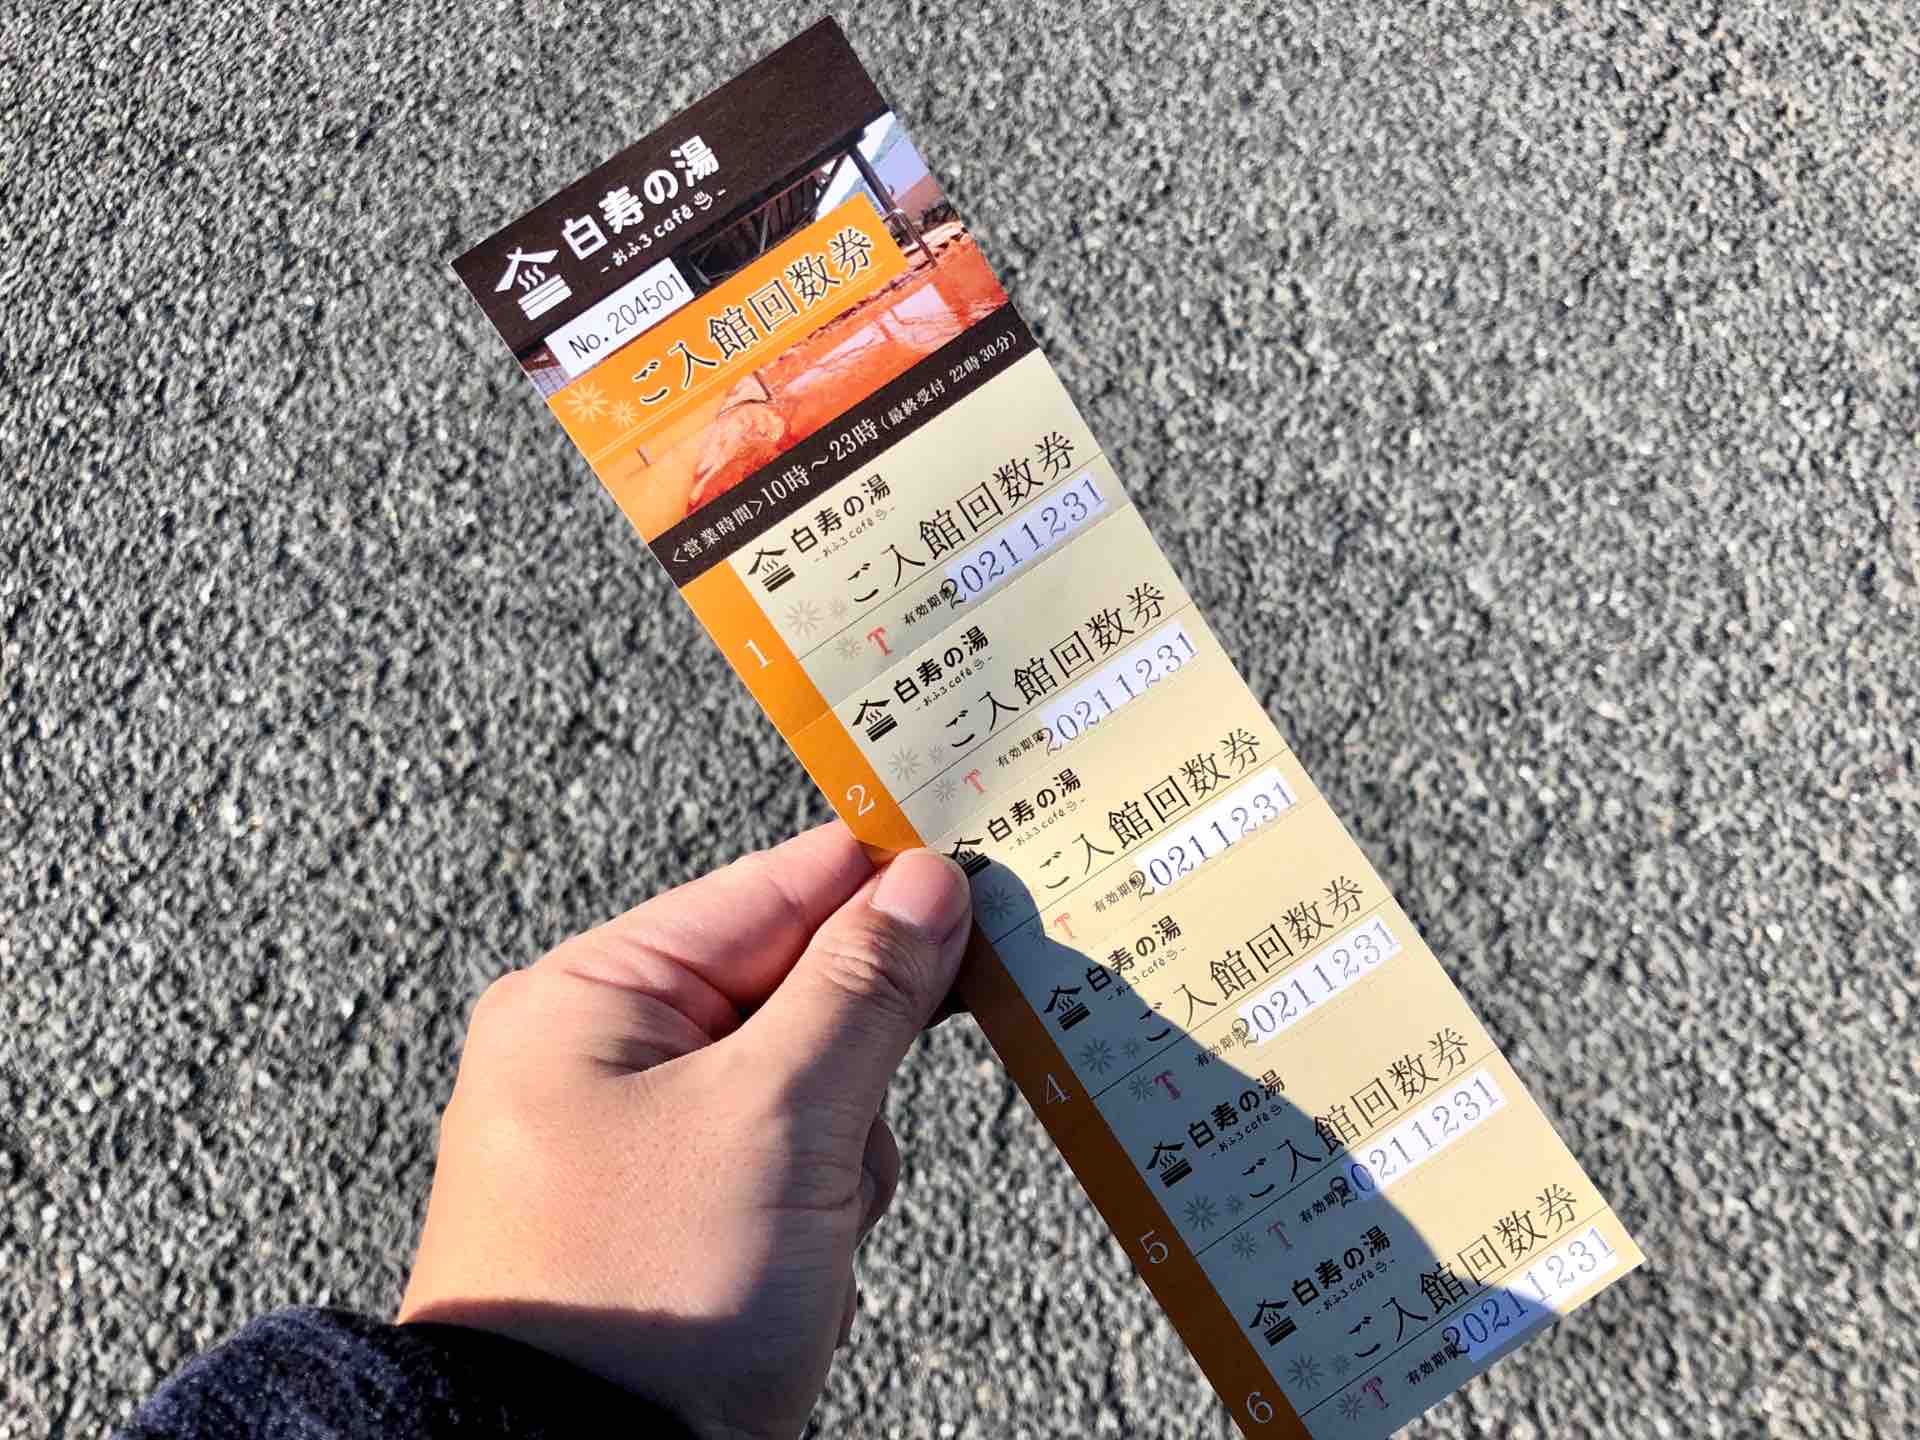 白寿の湯
-おふろcafé-
No.204501
ご入館回数券
<営業時間>10時～23時(最終受付 22時30分)
白寿の湯
-おふろcafé-
ご入館回数券
有効期限 20211231
1
T
白寿の湯
-おふろcafé-
ご入館回数券
有効期限 20211231
2
T
白寿の湯
-おふろcafé-
ご入館回数券
有効期限 20211231
T
白寿の湯
-おふろcafé-
ご入館回数券
有効期限 20211231
4
T
白寿の湯
-おふろcafé-
ご入館回数券
有効期限 20211231
5
T
白寿の湯
-おふろcafé-
ご入館回数券
有効期限 20211231
6
T